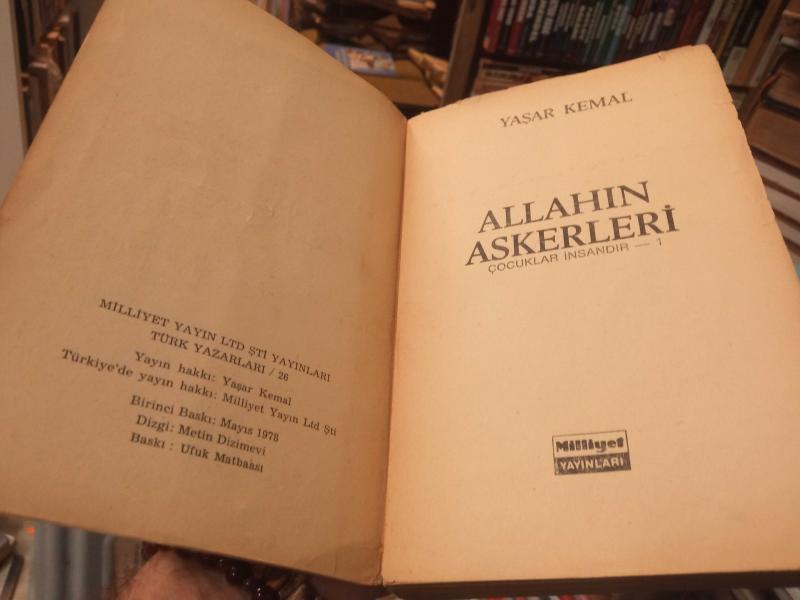 MİLLİYET YAYIN LTD ŞTİ YAYINLARI
TÜRK YAZARLARI / 26
Yayın hakkı: Yaşar Kemal
Türkiye'de yayın hakkı: Milliyet Yayın Ltd Şti
Birinci Baskı: Mayıs 1978
Dizgi: Metin Dizimevi
Baskı : Ufuk Matbaası
YAŞAR KEMAL
ALLAHIN
ASKERLERİ
ÇOCUKLAR İNSANDIR — 1
Milliyet
YAYINLARI